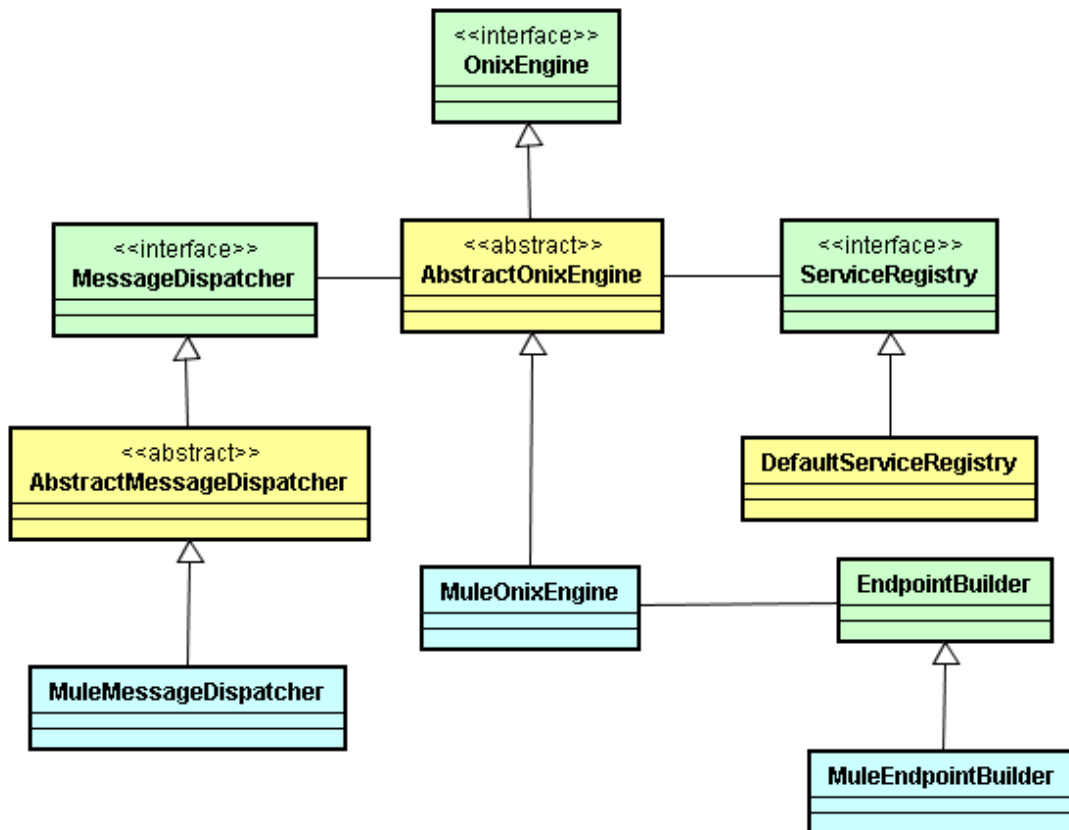 <<interface>>
OnixEngine
<<interface>>
MessageDispatcher
<<abstract>>
AbstractOnixEngine
<<interface>>
ServiceRegistry
<<abstract>>
AbstractMessageDispatcher
DefaultServiceRegistry
MuleOnixEngine
EndpointBuilder
MuleMessageDispatcher
MuleEndpointBuilder